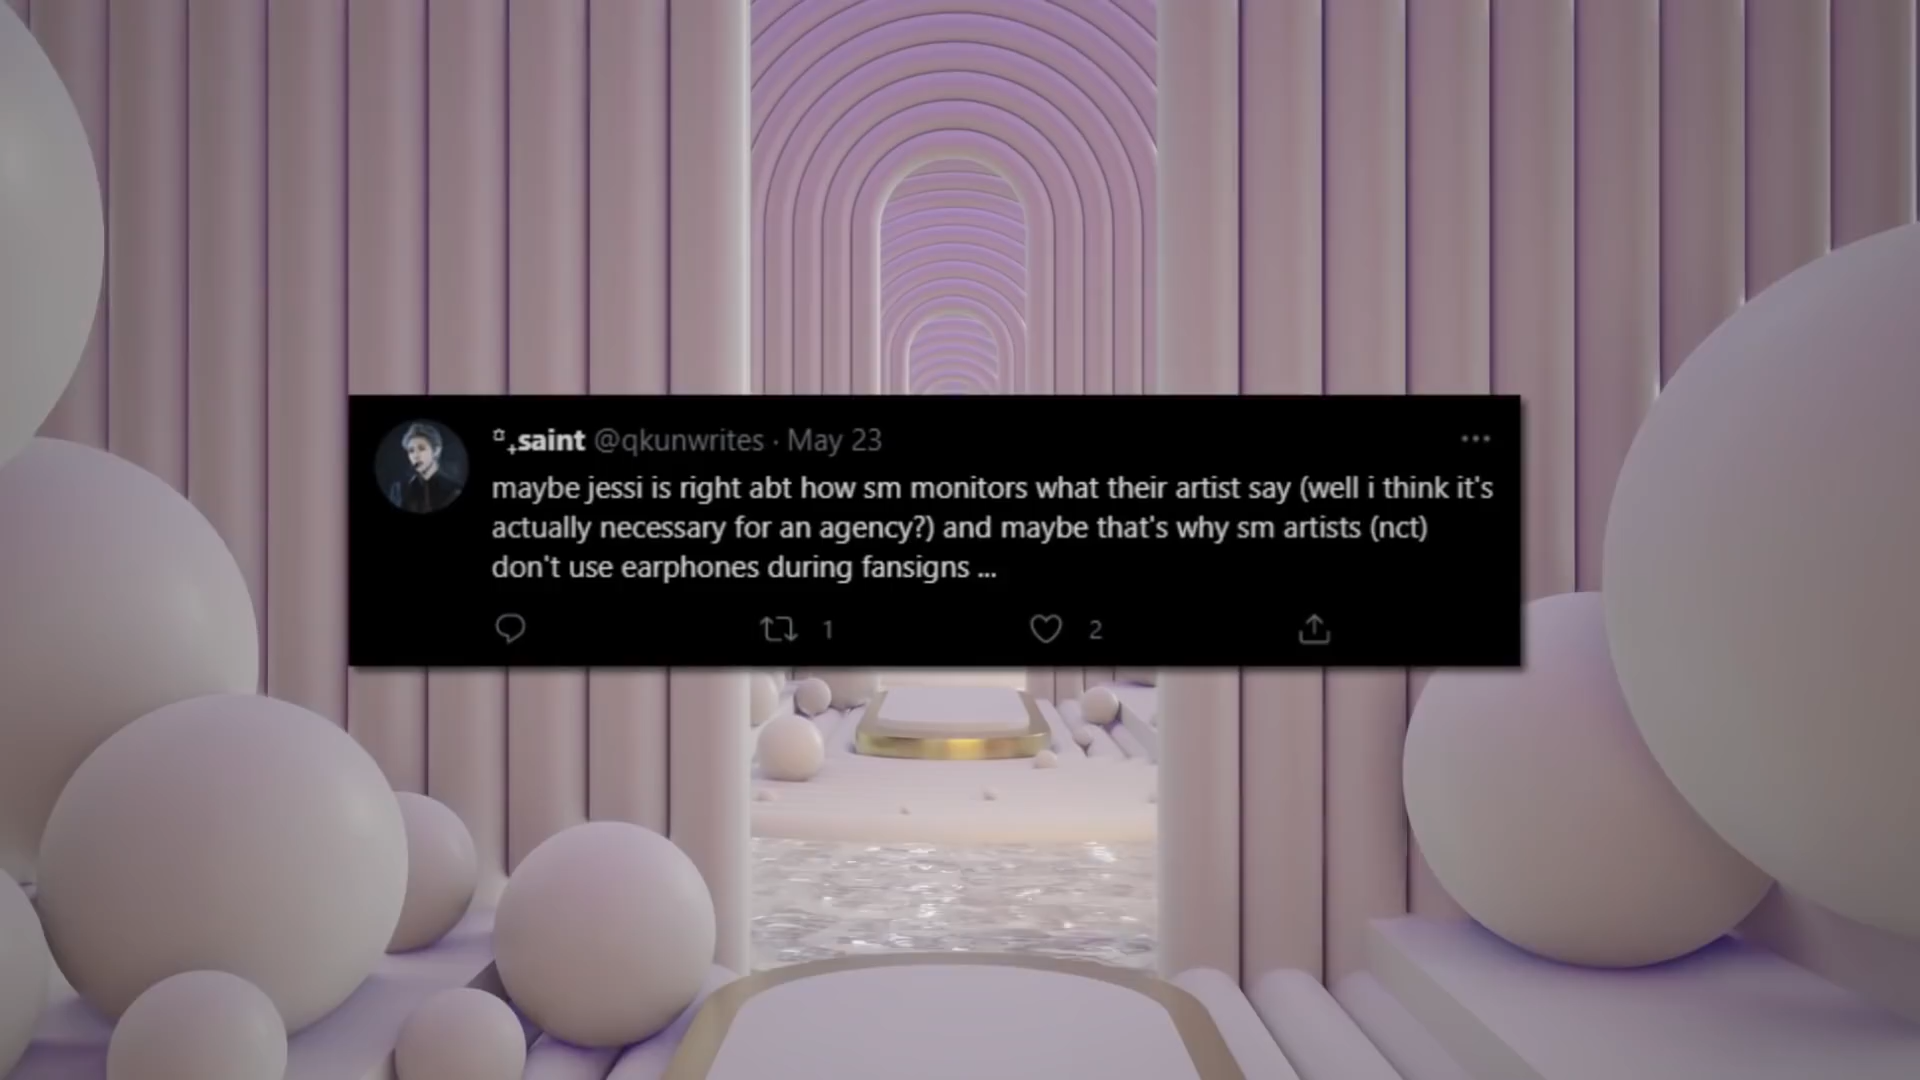 ¤₊saint @qkunwrites · May 23
maybe jessi is right abt how sm monitors what their artist say (well i think it's
actually necessary for an agency?) and maybe that's why sm artists (nct)
don't use earphones during fansigns ...
1 2